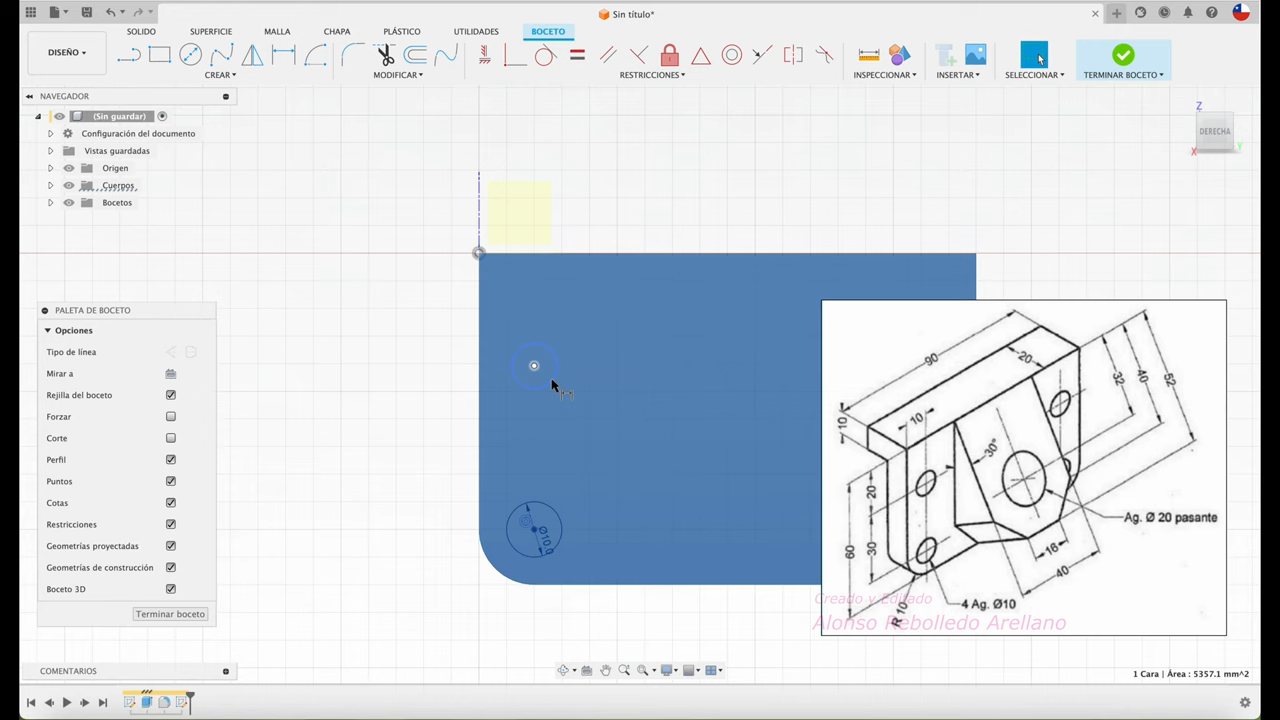 Sin título*
DISEÑO
SOLIDO
SUPERFICIE
MALLA
CHAPA
PLÁSTICO
UTILIDADES
BOCETO
CREAR
MODIFICAR
RESTRICCIONES
INSPECCIONAR
INSERTAR
SELECCIONAR
TERMINAR BOCETO
NAVEGADOR
(Sin guardar)
Configuración del documento
Vistas guardadas
Origen
Cuerpos
Bocetos
Z
DERECHA
X
Y
PALETA DE BOCETO
Opciones
Tipo de línea
Mirar a
Rejilla del boceto
Forzar
Corte
Perfil
Puntos
Cotas
Restricciones
Geometrías proyectadas
Geometrías de construcción
Boceto 3D
Terminar boceto
Ø10.0
90
20
32
40
52
10
10
30°
20
60
30
Ag. Ø 20 pasante
16
40
4 Ag. Ø10
R 10
Creado y Editado
Alonso Rebolledo Arellano
COMENTARIOS
1 Cara | Área : 5357.1 mm^2